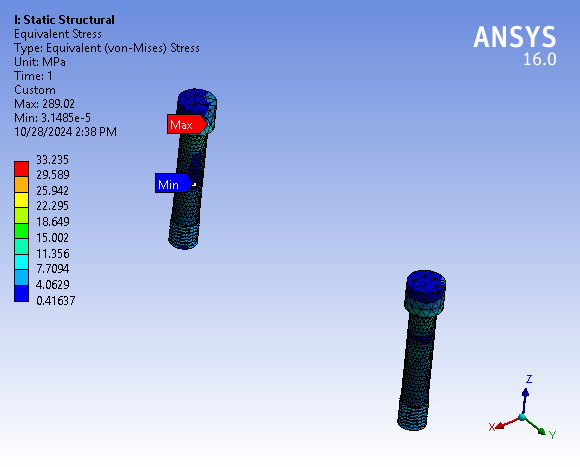 I: Static Structural
Equivalent Stress
Type: Equivalent (von-Mises) Stress
Unit: MPa
Time: 1
Custom
Max: 289.02
Min: 3.1485e-5
10/28/2024 2:38 PM
33.235
29.589
25.942
22.295
18.649
15.002
11.356
7.7094
4.0629
0.41637
ANSYS
16.0
Max
Min
Z
X
Y